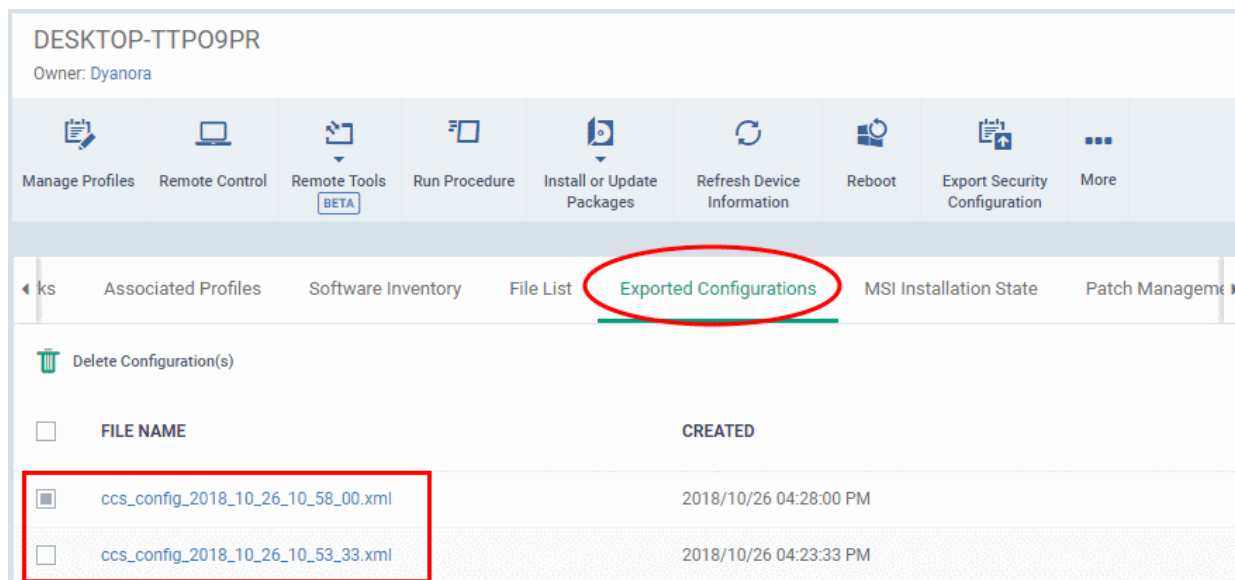 DESKTOP-TTPO9PR
Owner: Dyanora
Manage Profiles
Remote Control
Remote Tools
BETA
Run Procedure
Install or Update
Packages
Refresh Device
Information
Reboot
Export Security
Configuration
More
ks
Associated Profiles
Software Inventory
File List
Exported Configurations
MSI Installation State
Patch Manageme
Delete Configuration(s)
FILE NAME
CREATED
ccs_config_2018_10_26_10_58_00.xml
2018/10/26 04:28:00 PM
ccs_config_2018_10_26_10_53_33.xml
2018/10/26 04:23:33 PM